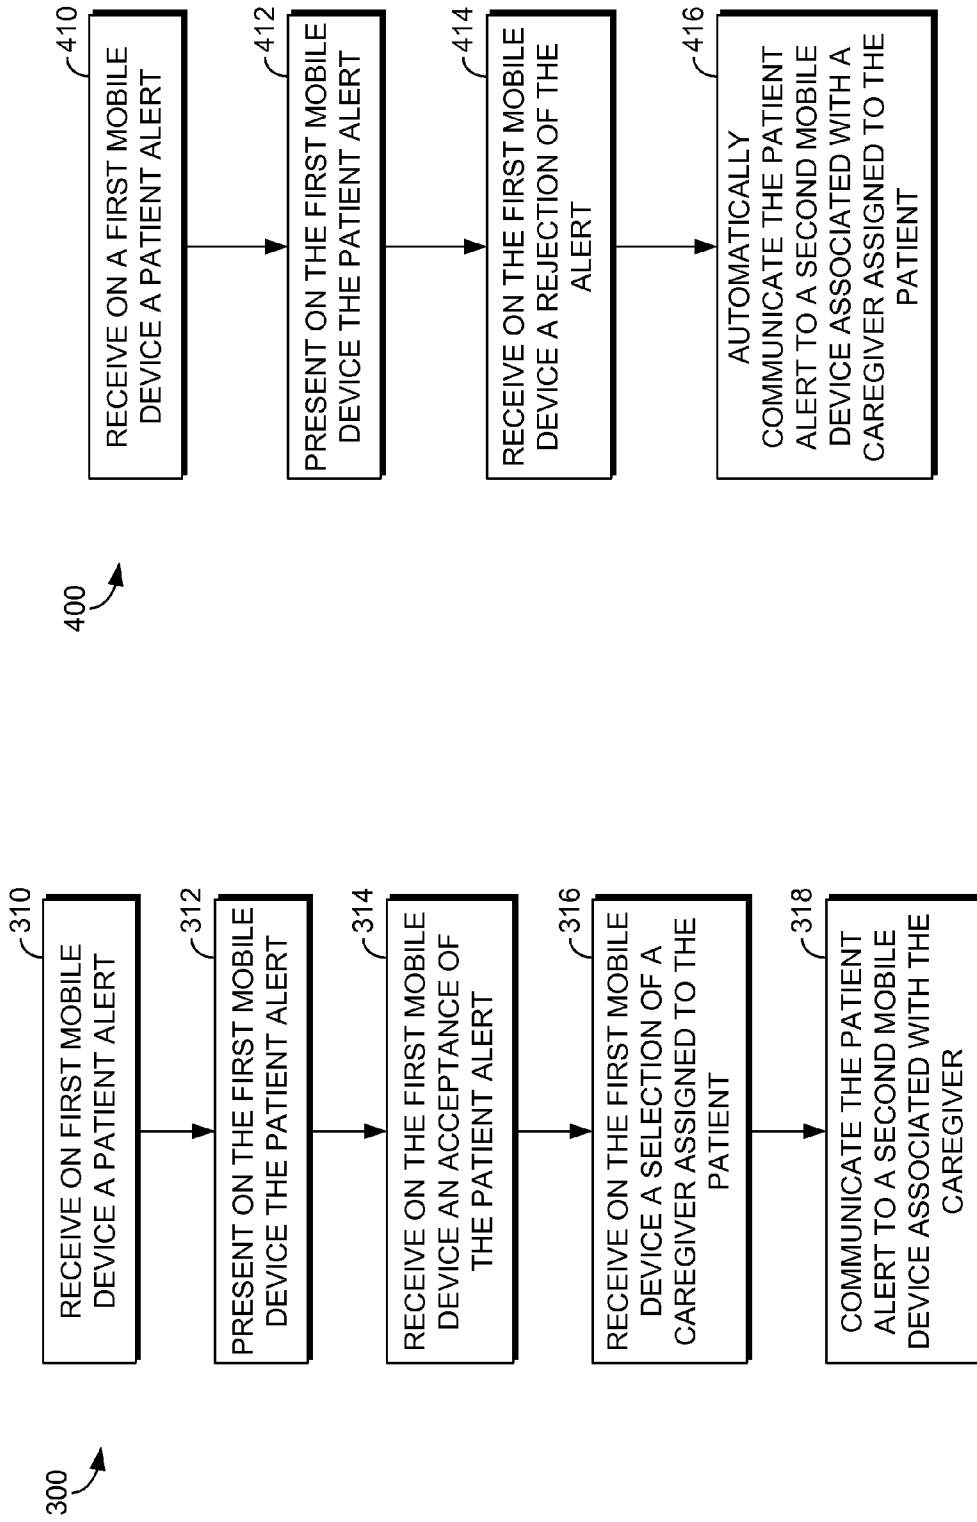 300
310
RECEIVE ON FIRST MOBILE
DEVICE A PATIENT ALERT
312
PRESENT ON THE FIRST MOBILE
DEVICE THE PATIENT ALERT
314
RECEIVE ON THE FIRST MOBILE
DEVICE AN ACCEPTANCE OF
THE PATIENT ALERT
316
RECEIVE ON THE FIRST MOBILE
DEVICE A SELECTION OF A
CAREGIVER ASSIGNED TO THE
PATIENT
318
COMMUNICATE THE PATIENT
ALERT TO A SECOND MOBILE
DEVICE ASSOCIATED WITH THE
CAREGIVER
400
410
RECEIVE ON A FIRST MOBILE
DEVICE A PATIENT ALERT
412
PRESENT ON THE FIRST MOBILE
DEVICE THE PATIENT ALERT
414
RECEIVE ON THE FIRST MOBILE
DEVICE A REJECTION OF THE
ALERT
416
AUTOMATICALLY
COMMUNICATE THE PATIENT
ALERT TO A SECOND MOBILE
DEVICE ASSOCIATED WITH A
CAREGIVER ASSIGNED TO THE
PATIENT